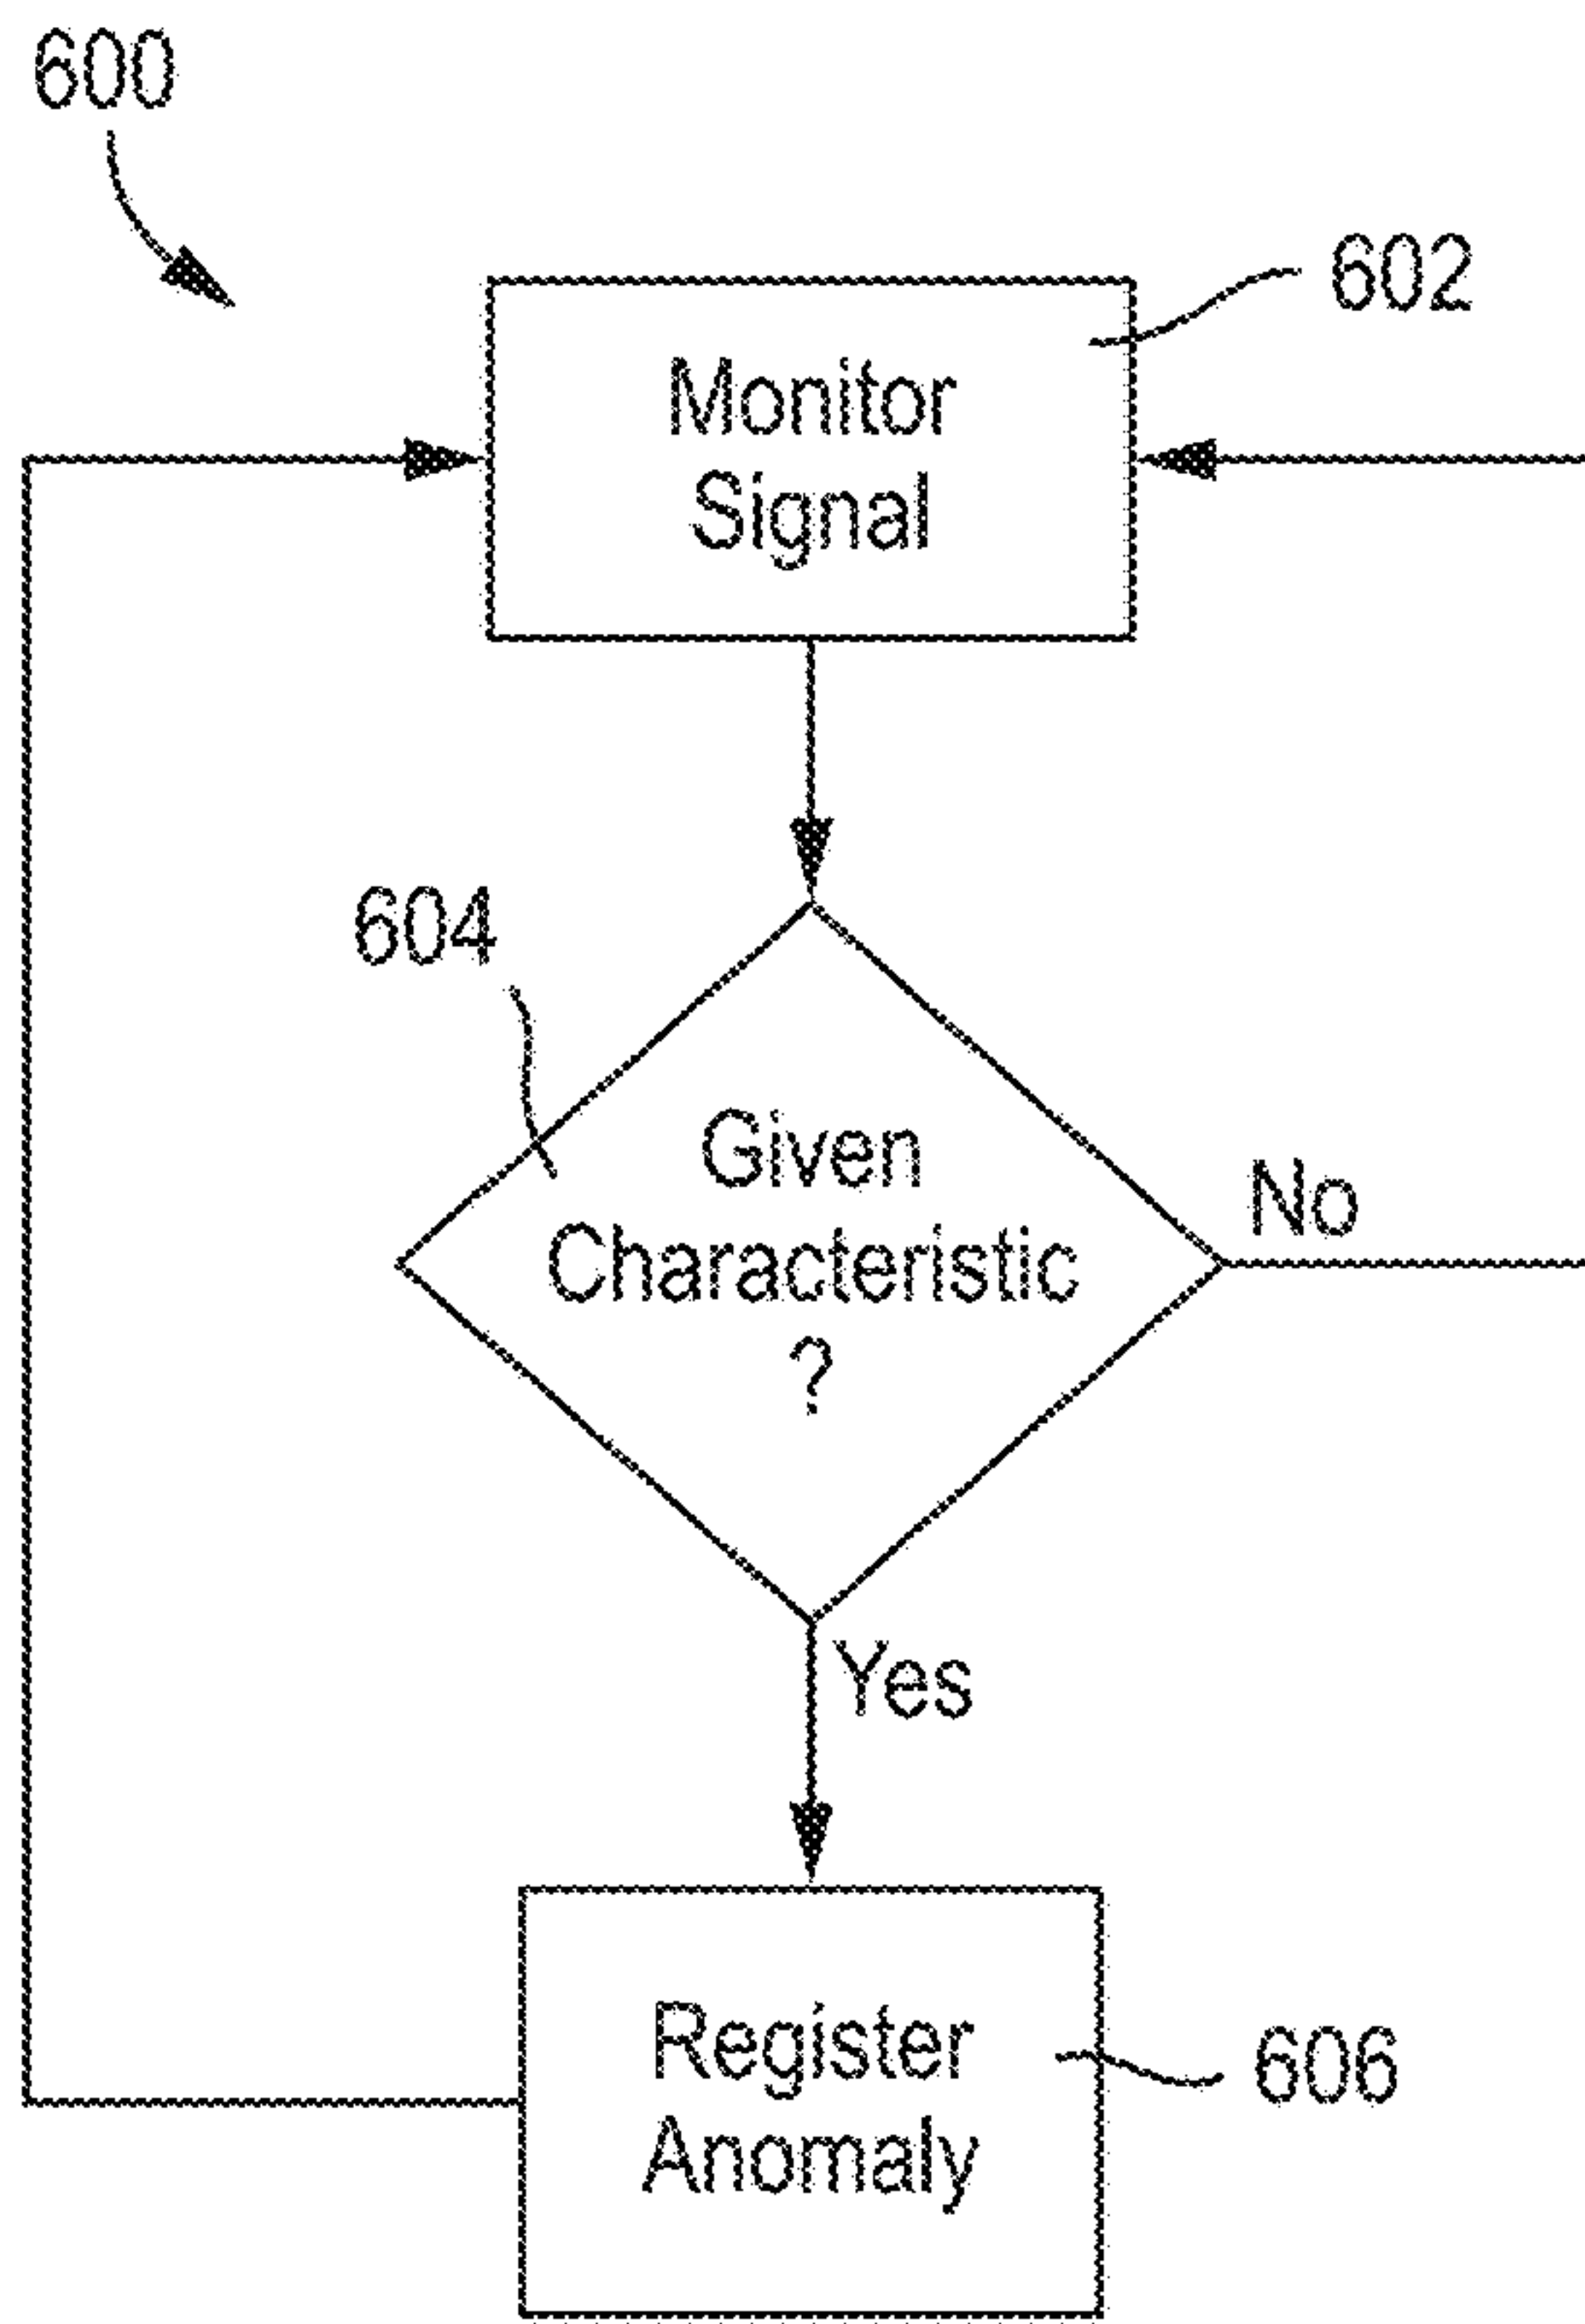 600
602
Monitor
Signal
604
Given
Characteristic
?
No
Yes
Register
Anomaly
606